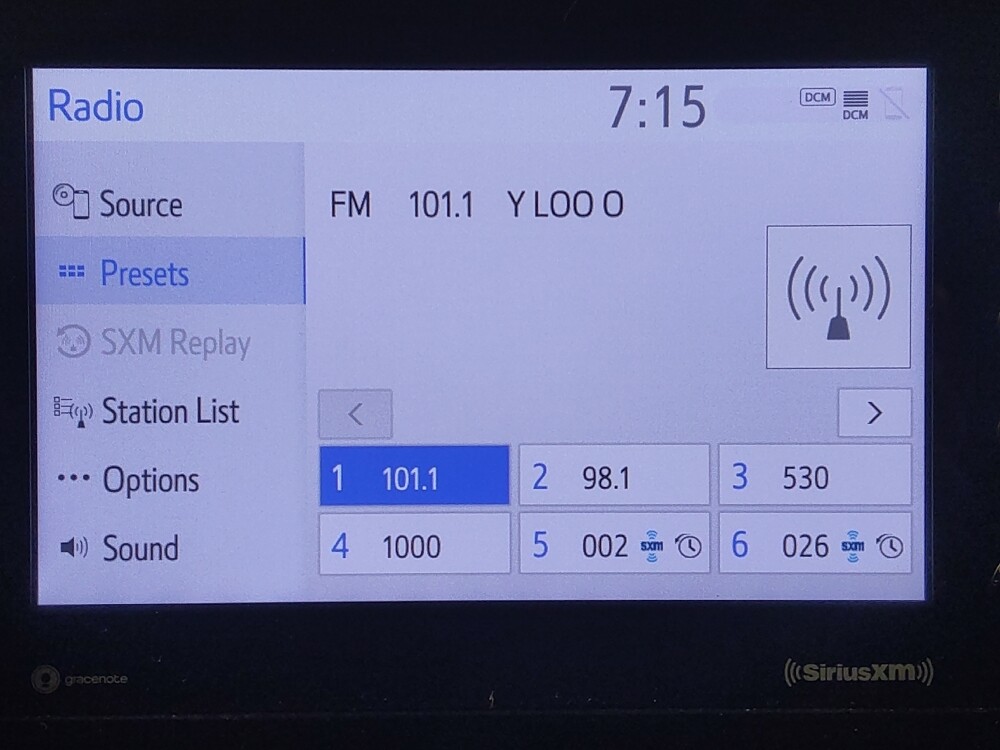 Radio 7:15 DCM DCM
Source
FM 101.1 Y LOO O
Presets
SXM Replay
Station List
< >
Options
1 101.1 2 98.1 3 530
Sound
4 1000 5 002 sxm 6 026 sxm
gracenote SiriusXM